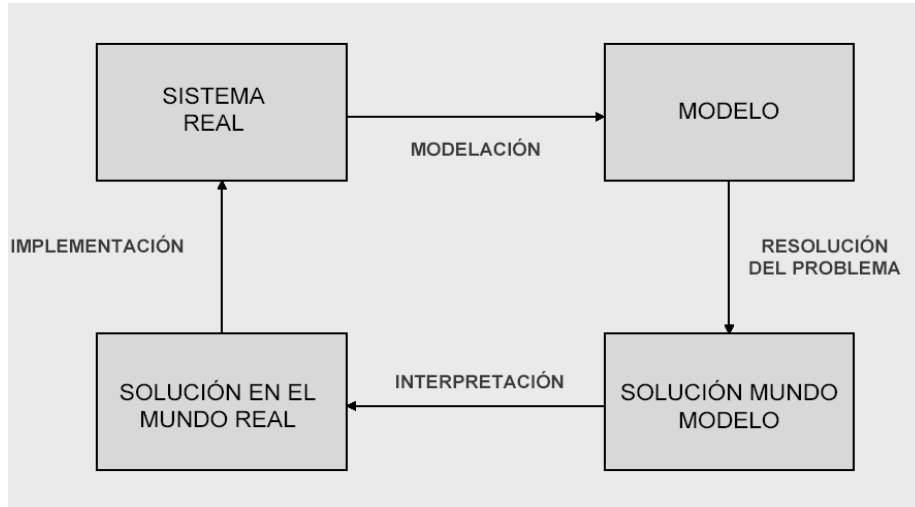 SISTEMA
REAL
MODELO
MODELACIÓN
IMPLEMENTACIÓN
RESOLUCIÓN
DEL PROBLEMA
SOLUCIÓN EN EL
MUNDO REAL
INTERPRETACIÓN
SOLUCIÓN MUNDO
MODELO